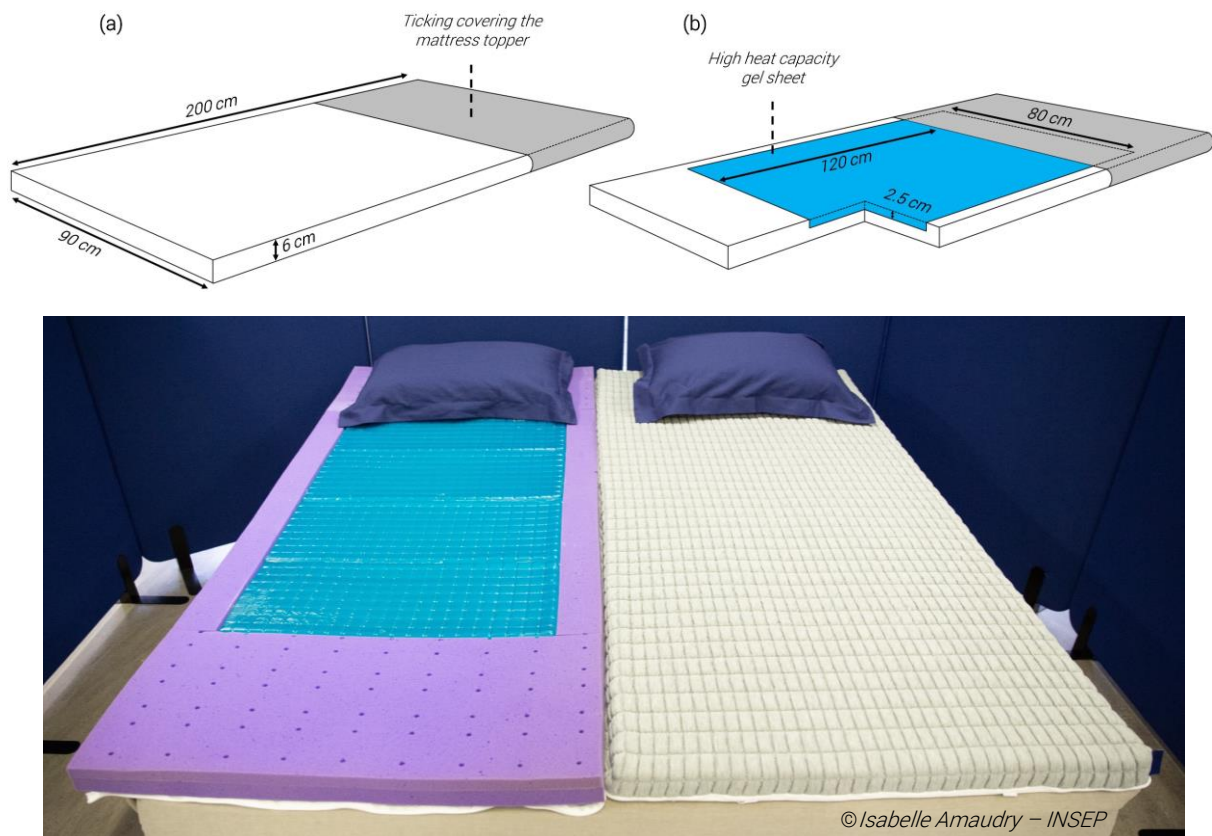 (a)
Ticking covering the
mattress topper
200 cm
90 cm
6 cm
(b)
High heat capacity
gel sheet
80 cm
120 cm
2.5 cm
© Isabelle Amaudry – INSEP